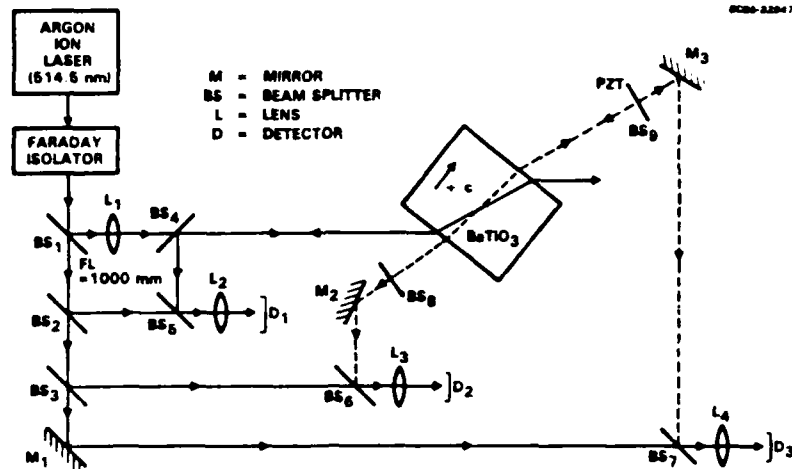 ARGON
ION
LASER
(514.5 nm)
FARADAY
ISOLATOR
M = MIRROR
BS = BEAM SPLITTER
L = LENS
D = DETECTOR
M3
PZT
BS9
+ c
BaTIO3
L1
BS4
BS1
FL
=1000 mm
L2
BS2
BS5
D1
M2
BS8
L3
BS3
BS6
D2
L4
M1
BS7
D3